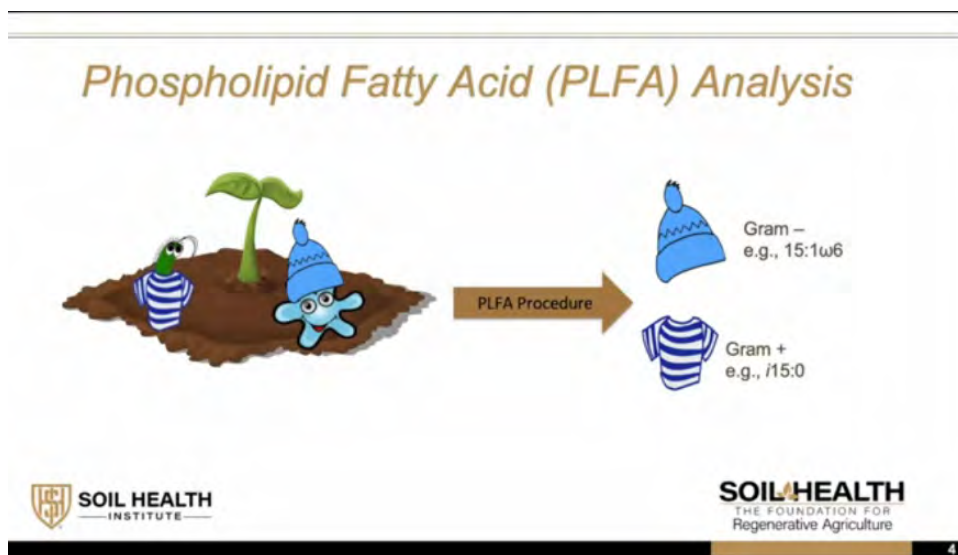 Phospholipid Fatty Acid (PLFA) Analysis
Gram –
e.g., 15:1ω6
PLFA Procedure
Gram +
e.g., i15:0
SOIL HEALTH
INSTITUTE
SOIL HEALTH
THE FOUNDATION FOR
Regenerative Agriculture
4